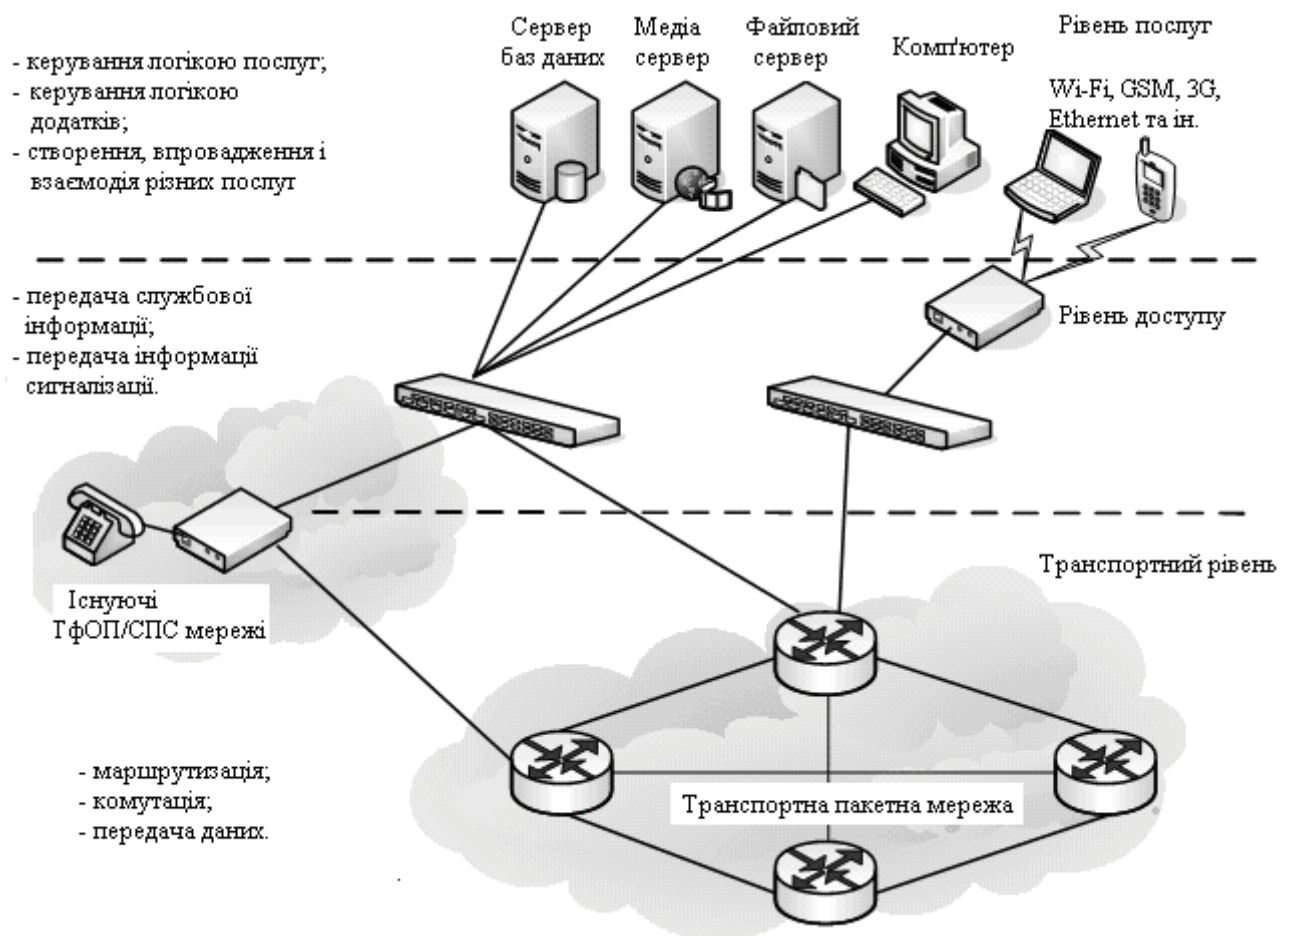 Сервер
баз даних
Медіа
сервер
Файловий
сервер
Комп'ютер
Рівень послуг
Wi-Fi, GSM, 3G,
Ethernet та ін.
- керування логікою послуг;
- керування логікою
додатків;
- створення, впровадження і
взаємодія різних послуг
- передача службової
інформації;
- передача інформації
сигналізації.
Рівень доступу
Існуючі
ТфОП/СПС мережі
Транспортний рівень
- маршрутизація;
- комутація;
- передача даних.
Транспортна пакетна мережа